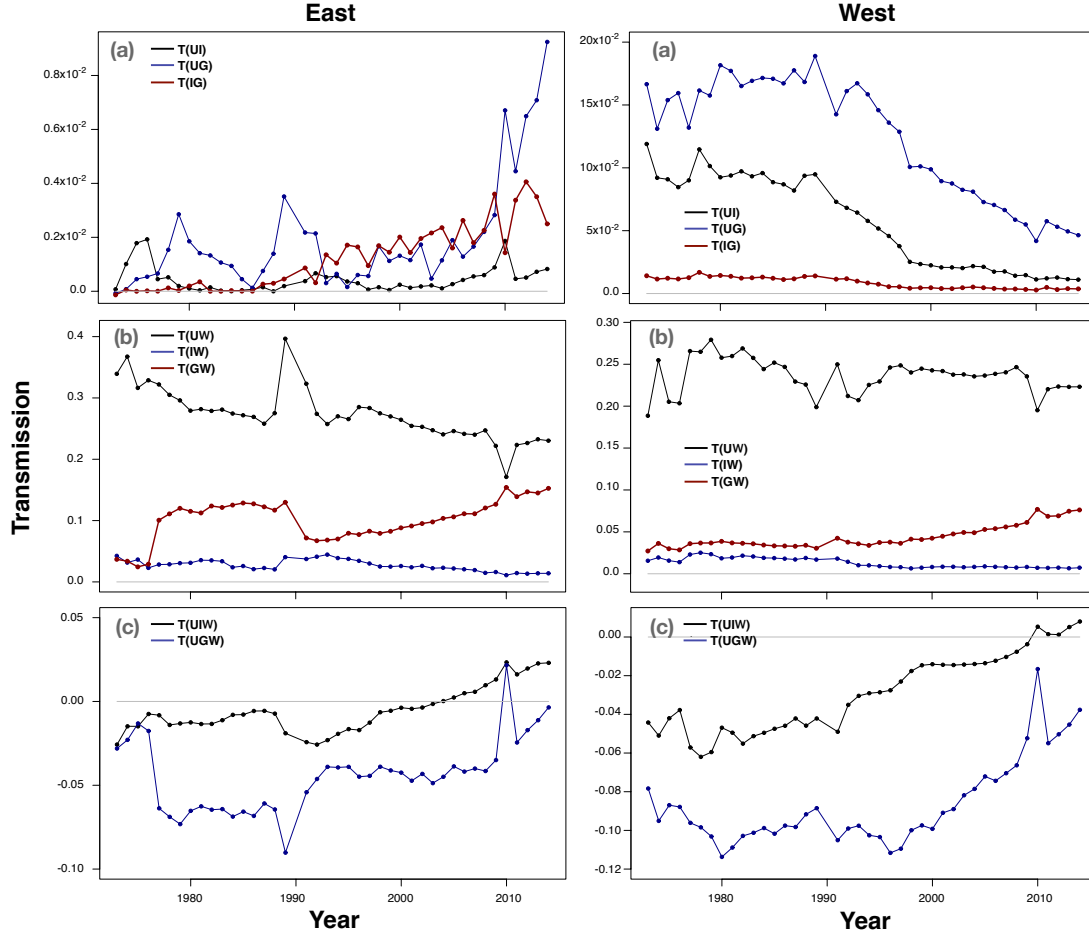 East
West
(a)
T(UI)
T(UG)
T(IG)
0.8x10⁻²
0.6x10⁻²
0.4x10⁻²
0.2x10⁻²
0.0
(a)
T(UI)
T(UG)
T(IG)
20x10⁻²
15x10⁻²
10x10⁻²
5x10⁻²
0.0
Transmission
(b)
T(UW)
T(IW)
T(GW)
0.4
0.3
0.2
0.1
0.0
(b)
T(UW)
T(IW)
T(GW)
0.30
0.25
0.20
0.15
0.10
0.05
0.0
(c)
T(UIW)
T(UGW)
0.05
0.00
-0.05
-0.10
1980 1990 2000 2010
Year
(c)
T(UIW)
T(UGW)
0.00
-0.02
-0.04
-0.06
-0.08
-0.10
-0.12
1980 1990 2000 2010
Year